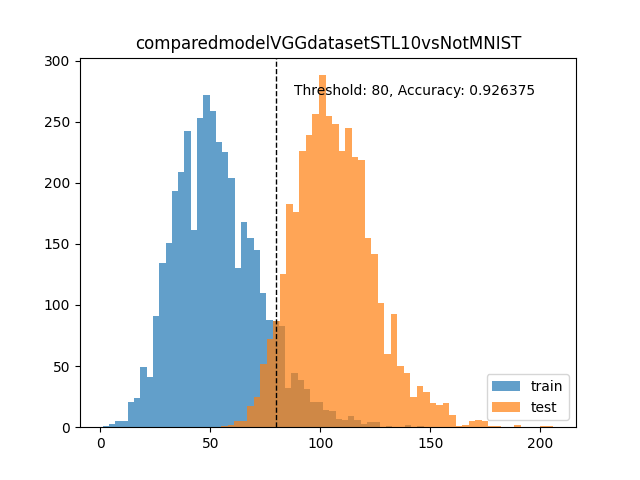 comparedmodelVGGdatasetSTL10vsNotMNIST
300
Threshold: 80, Accuracy: 0.926375
250
200
150
100
50
train
test
0
0 50 100 150 200